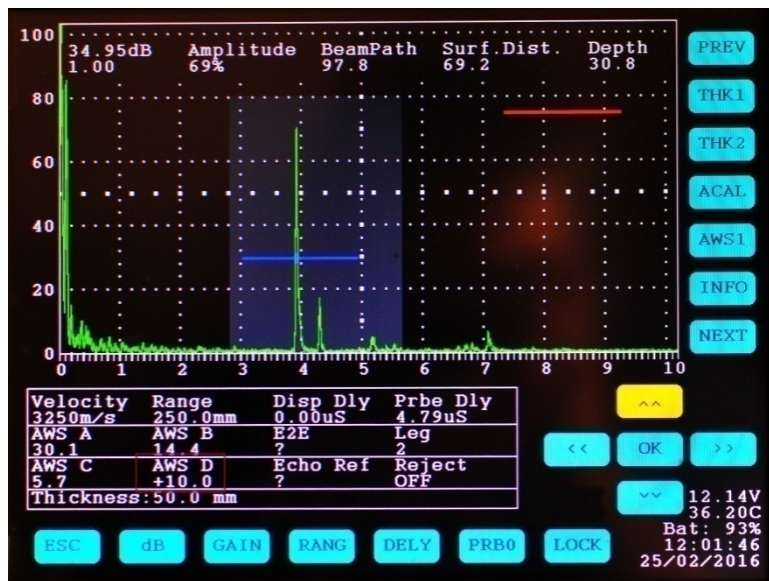 100
34.95dB Amplitude BeamPath Surf.Dist. Depth
1.00 69% 97.8 69.2 30.8
80
60
40
20
0
0 1 2 3 4 5 6 7 8 9 10
PREV
THK1
THK2
ACAL
AWS1
INFO
NEXT
Velocity Range Disp Dly Prbe Dly
3250m/s 250.0mm 0.00uS 4.79uS
AWS A AWS B E2E Leg
30.1 14.4 ? 2
AWS C AWS D Echo Ref Reject
5.7 +10.0 ? OFF
Thickness:50.0 mm
^^
<< OK >>
vv
12.14V
36.20C
Bat: 93%
12:01:46
25/02/2016
ESC dB GAIN RANG DELY PRB0 LOCK